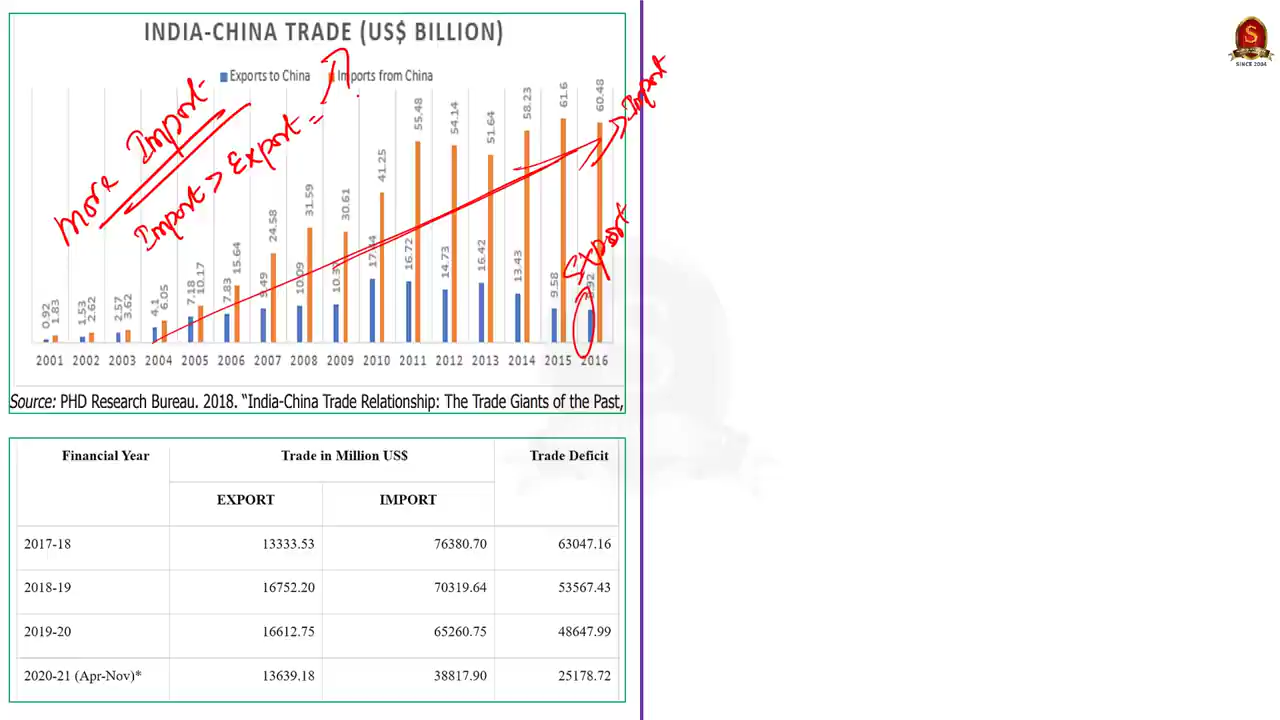 INDIA-CHINA TRADE (US$ BILLION)
Exports to China Imports from China
More Import
Import > Export =
Import
Export
0.92 1.83 1.53 2.62 2.57 3.62 4.1 6.05 7.18 10.17 7.83 15.64 9.49 24.58 10.09 31.59 30.61 41.25 16.72 55.48 14.73 54.14 16.42 51.64 13.43 58.23 9.58 61.6 60.48
2001 2002 2003 2004 2005 2006 2007 2008 2009 2010 2011 2012 2013 2014 2015 2016
Source: PHD Research Bureau. 2018. “India-China Trade Relationship: The Trade Giants of the Past,
Financial Year Trade in Million US$ Trade Deficit
EXPORT IMPORT
2017-18 13333.53 76380.70 63047.16
2018-19 16752.20 70319.64 53567.43
2019-20 16612.75 65260.75 48647.99
2020-21 (Apr-Nov)* 13639.18 38817.90 25178.72
S
SINCE 2004